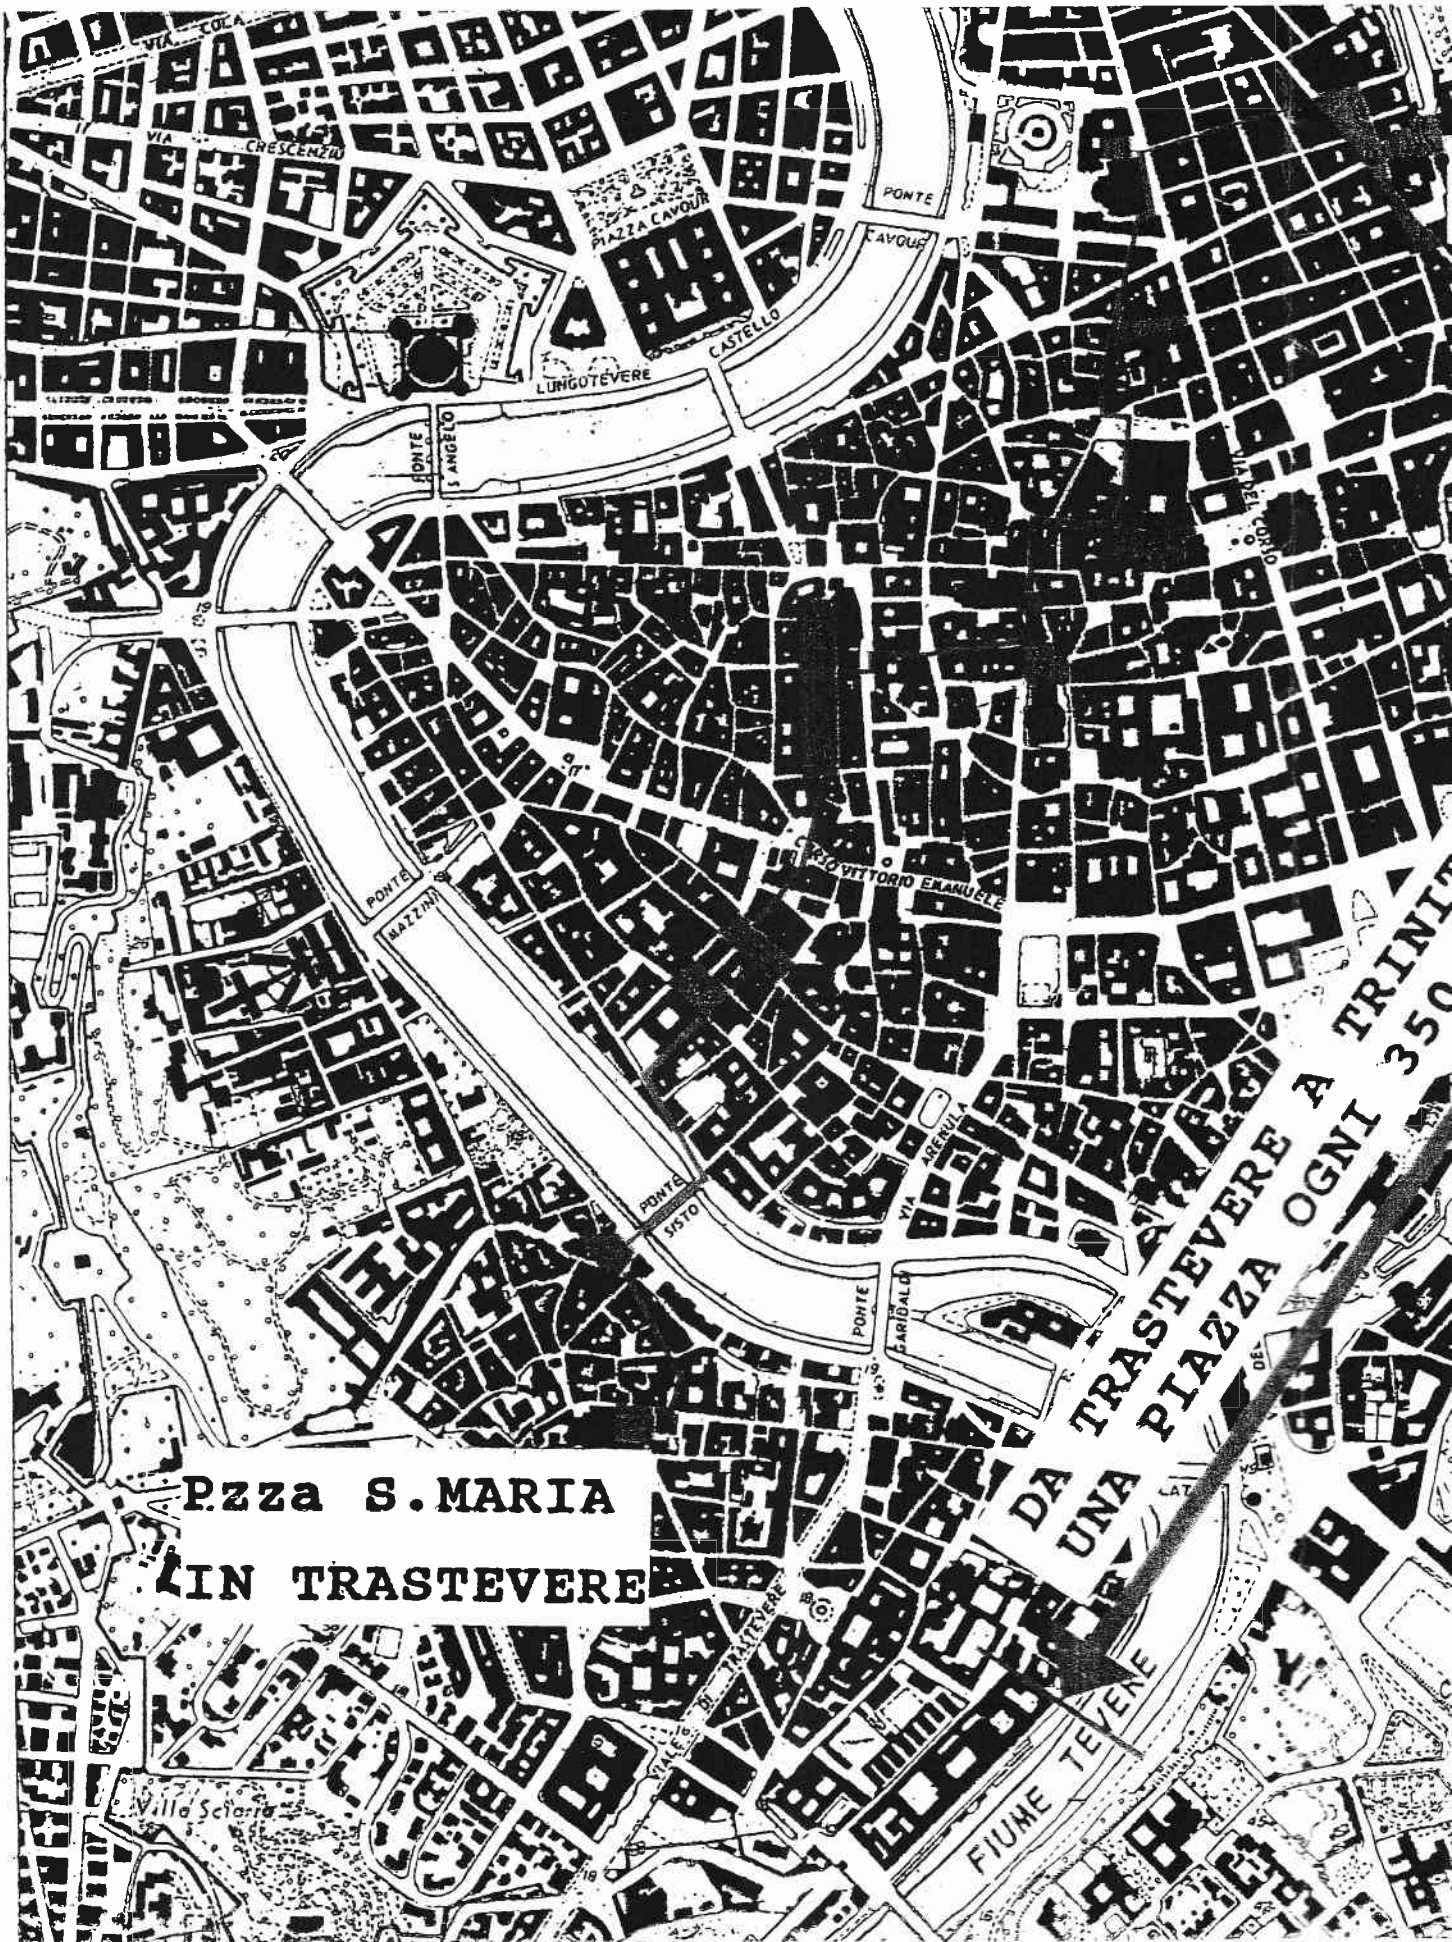 VIA COLA
VIA CRESCENZIO
PIAZZA CAVOUR
PONTE
CAVOUR
LUNGOTEVERE CASTELLO
PONTE
S ANGELO
VIA DEL CORSO
CORSO VITTORIO EMANUELE
PONTE
MAZZINI
VIA ARENULA
PONTE
SISTO
PONTE
GARIBALDI
DA TRASTEVERE A TRINIT
UNA PIAZZA OGNI 350
P.zza S.MARIA
IN TRASTEVERE
VIALE DI TRASTEVERE
FIUME TEVERE
Villa Sciarra